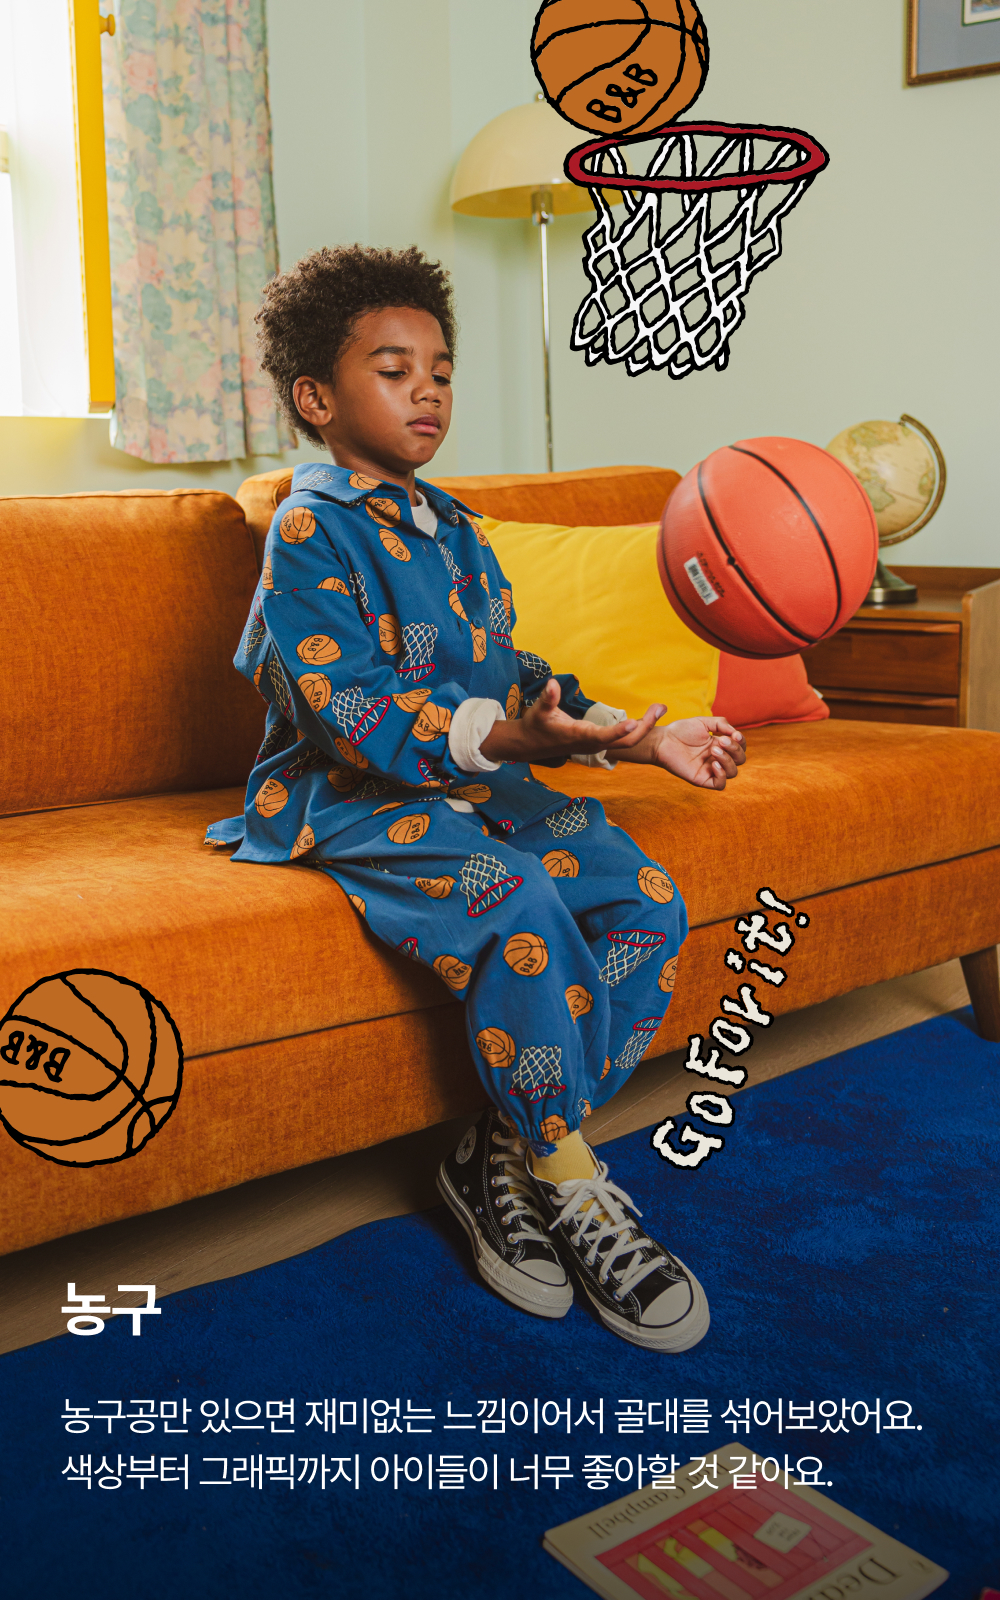 B&B
B&B
Go For it!
농구
농구공만 있으면 재미없는 느낌이어서 골대를 섞어보았어요.
색상부터 그래픽까지 아이들이 너무 좋아할 것 같아요.
Campbell
Dea